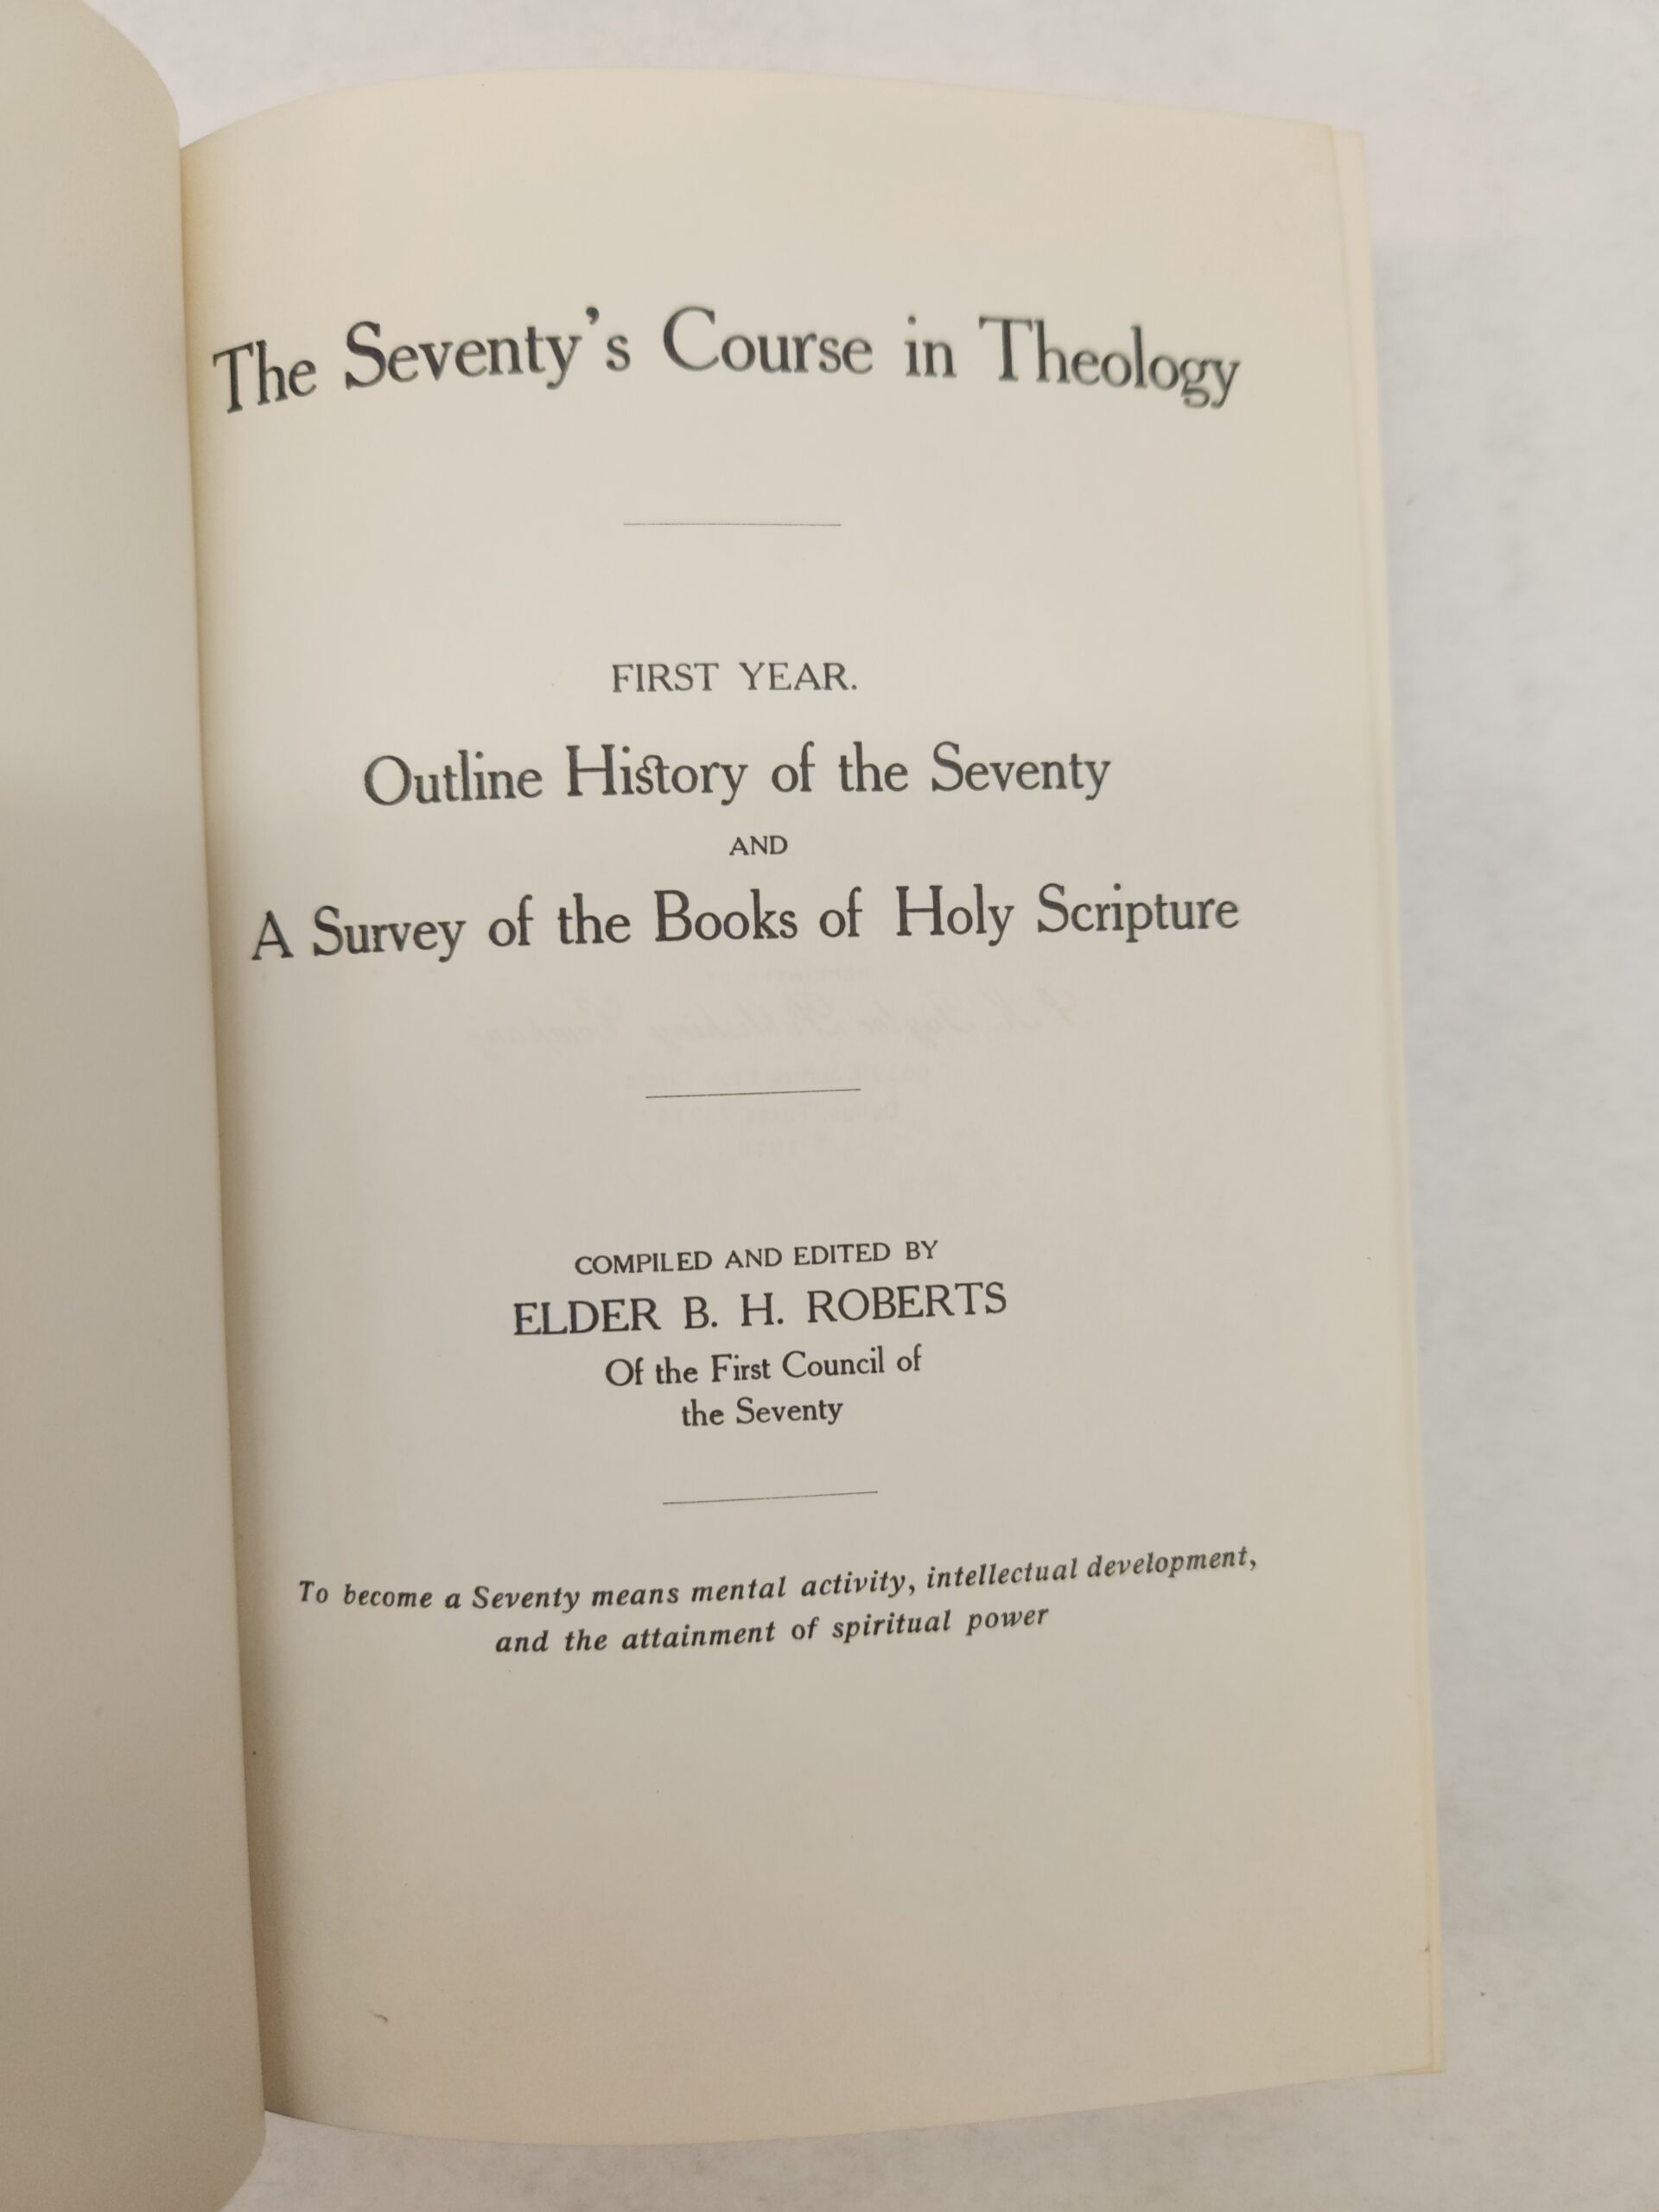 The Seventy's Course in Theology
FIRST YEAR.
Outline History of the Seventy
AND
A Survey of the Books of Holy Scripture
COMPILED AND EDITED BY
ELDER B. H. ROBERTS
Of the First Council of
the Seventy
To become a Seventy means mental activity, intellectual development,
and the attainment of spiritual power